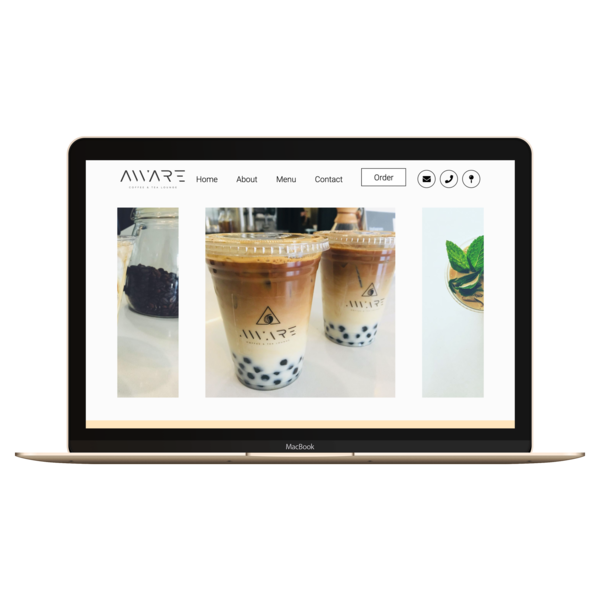 AWARE
COFFEE & TEA LOUNGE
Home
About
Menu
Contact
Order
AWARE
COFFEE & TEA LOUNGE
AWARE
MacBook